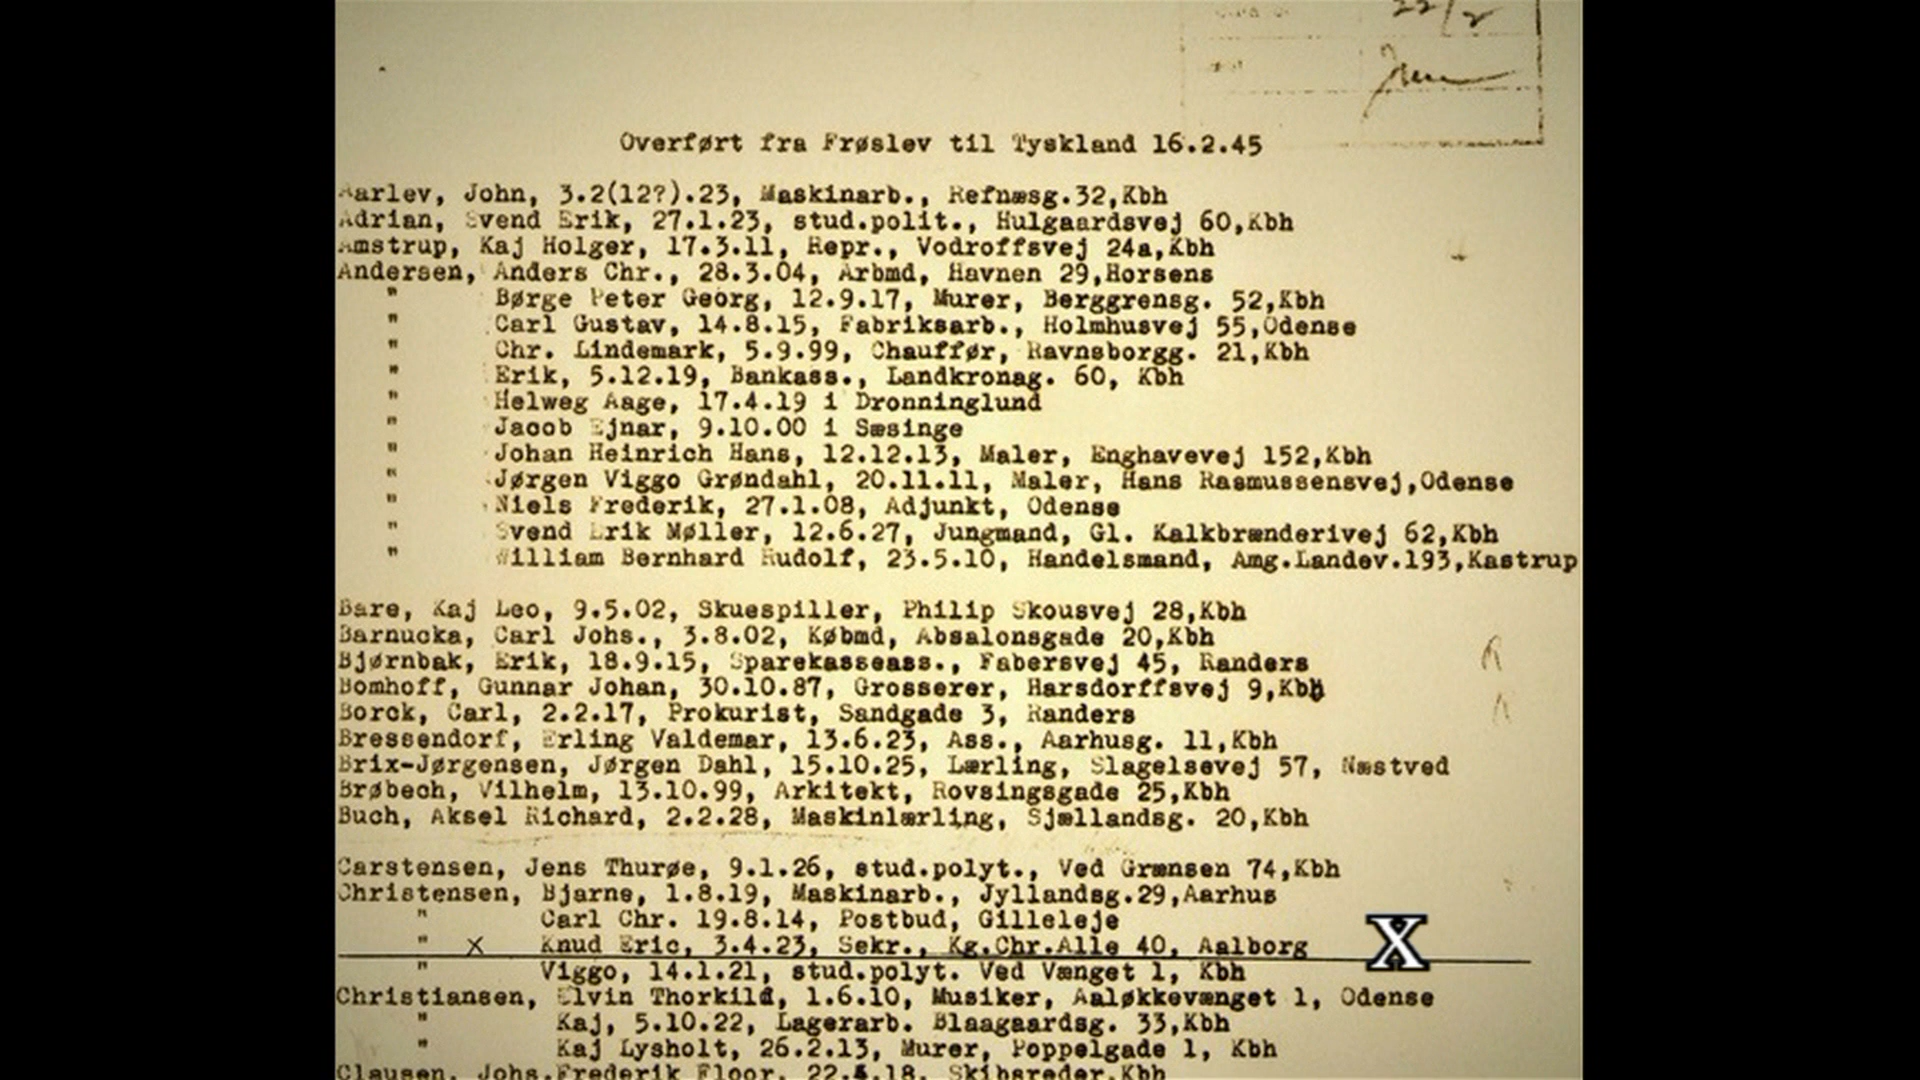 22/2
Overført fra Frøslev til Tyskland 16.2.45
Aarlev, John, 3.2(12?).23, Maskinarb., Refnæsg.32,Kbh
Adrian, Svend Erik, 27.1.23, stud.polit., Hulgaardsvej 60,Kbh
Amstrup, Kaj Holger, 17.3.11, Repr., Vodroffsvej 24a,Kbh
Andersen, Anders Chr., 28.3.04, Arbmd, Havnen 29,Horsens
" Børge Peter Georg, 12.9.17, Murer, Berggrensg. 52,Kbh
" Carl Gustav, 14.8.15, Fabriksarb., Holmhusvej 55,Odense
" Chr. Lindemark, 5.9.99, Chauffør, Ravnsborgg. 21,Kbh
" Erik, 5.12.19, Bankass., Landkronag. 60, Kbh
" Helweg Aage, 17.4.19 i Dronninglund
" Jacob Ejnar, 9.10.00 i Sæsinge
" Johan Heinrich Hans, 12.12.13, Maler, Enghavevej 152,Kbh
" Jørgen Viggo Grøndahl, 20.11.11, Maler, Hans Rasmussensvej,Odense
" Niels Frederik, 27.1.08, Adjunkt, Odense
" Svend Erik Møller, 12.6.27, Jungmand, Gl. Kalkbrænderivej 62,Kbh
" William Bernhard Rudolf, 23.5.10, Handelsmand, Amg.Landev.193,Kastrup
Bare, Kaj Leo, 9.5.02, Skuespiller, Philip Skousvej 28,Kbh
Barnucka, Carl Johs., 3.8.02, Købmd, Absalonsgade 20,Kbh
Bjørnbak, Erik, 18.9.15, Sparekasseass., Fabersvej 45, Randers
Bomhoff, Gunnar Johan, 30.10.87, Grosserer, Harsdorffsvej 9,Kbh
Borck, Carl, 2.2.17, Prokurist, Sandgade 3, Randers
Bressendorf, Erling Valdemar, 13.6.23, Ass., Aarhusg. 11,Kbh
Brix-Jørgensen, Jørgen Dahl, 15.10.25, Lærling, Slagelsevej 57, Næstved
Brøbech, Vilhelm, 13.10.99, Arkitekt, Rovsingsgade 25,Kbh
Buch, Aksel Richard, 2.2.28, Maskinlærling, Sjællandsg. 20,Kbh
Carstensen, Jens Thurøe, 9.1.26, stud.polyt., Ved Grænsen 74,Kbh
Christensen, Bjarne, 1.8.19, Maskinarb., Jyllandsg.29,Aarhus
" Carl Chr. 19.8.14, Postbud, Gilleleje
" X Knud Eric, 3.4.23, Sekr., Kg.Chr.Alle 40, Aalborg X
" Viggo, 14.1.21, stud.polyt. Ved Vænget 1, Kbh
Christiansen, Elvin Thorkild, 1.6.10, Musiker, Aaløkkevænget 1, Odense
" Kaj, 5.10.22, Lagerarb. Blaagaardsg. 33,Kbh
" Kaj Lysholt, 26.2.13, Murer, Poppelgade 1, Kbh
Clausen, Johs.Frederik Floor, 22.4.18, Skibsreder,Kbh